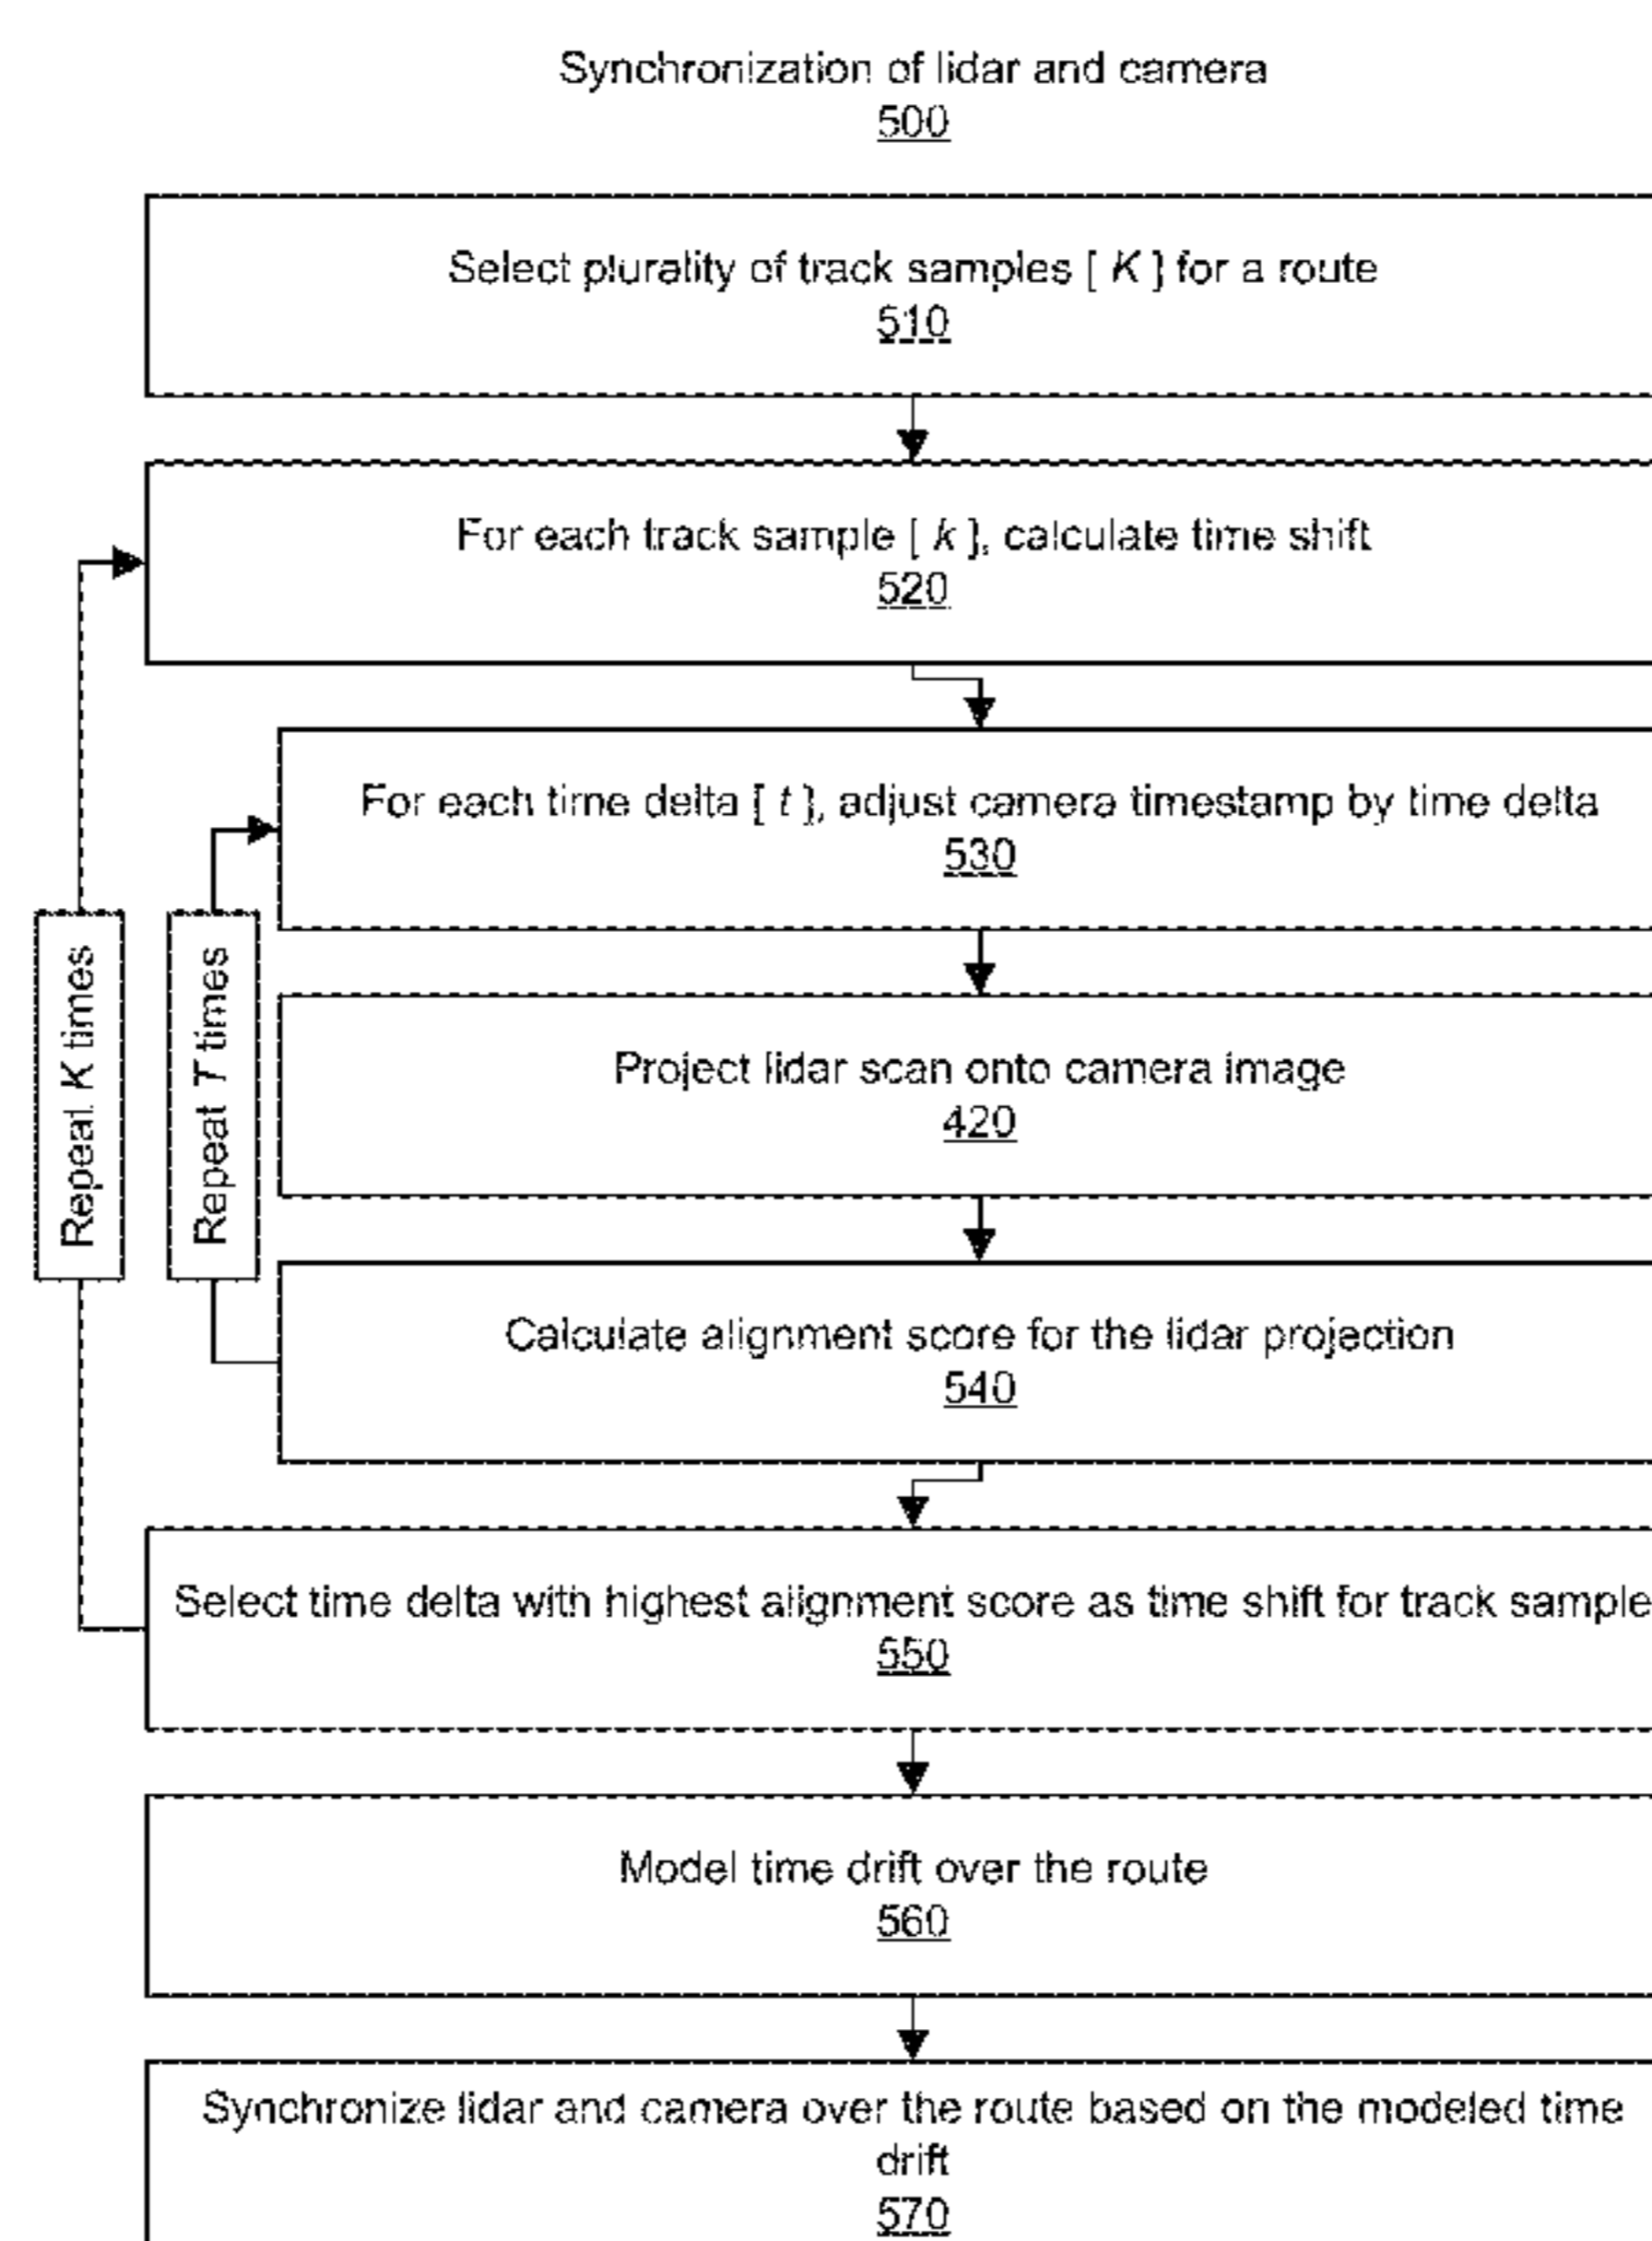 Synchronization of lidar and camera
500
Select plurality of track samples [ K ] for a route
510
For each track sample [ k ], calculate time shift
520
For each time delta [ t ], adjust camera timestamp by time delta
530
Project lidar scan onto camera image
420
Calculate alignment score for the lidar projection
540
Repeat K times
Repeat T times
Select time delta with highest alignment score as time shift for track sample
550
Model time drift over the route
560
Synchronize lidar and camera over the route based on the modeled time
drift
570